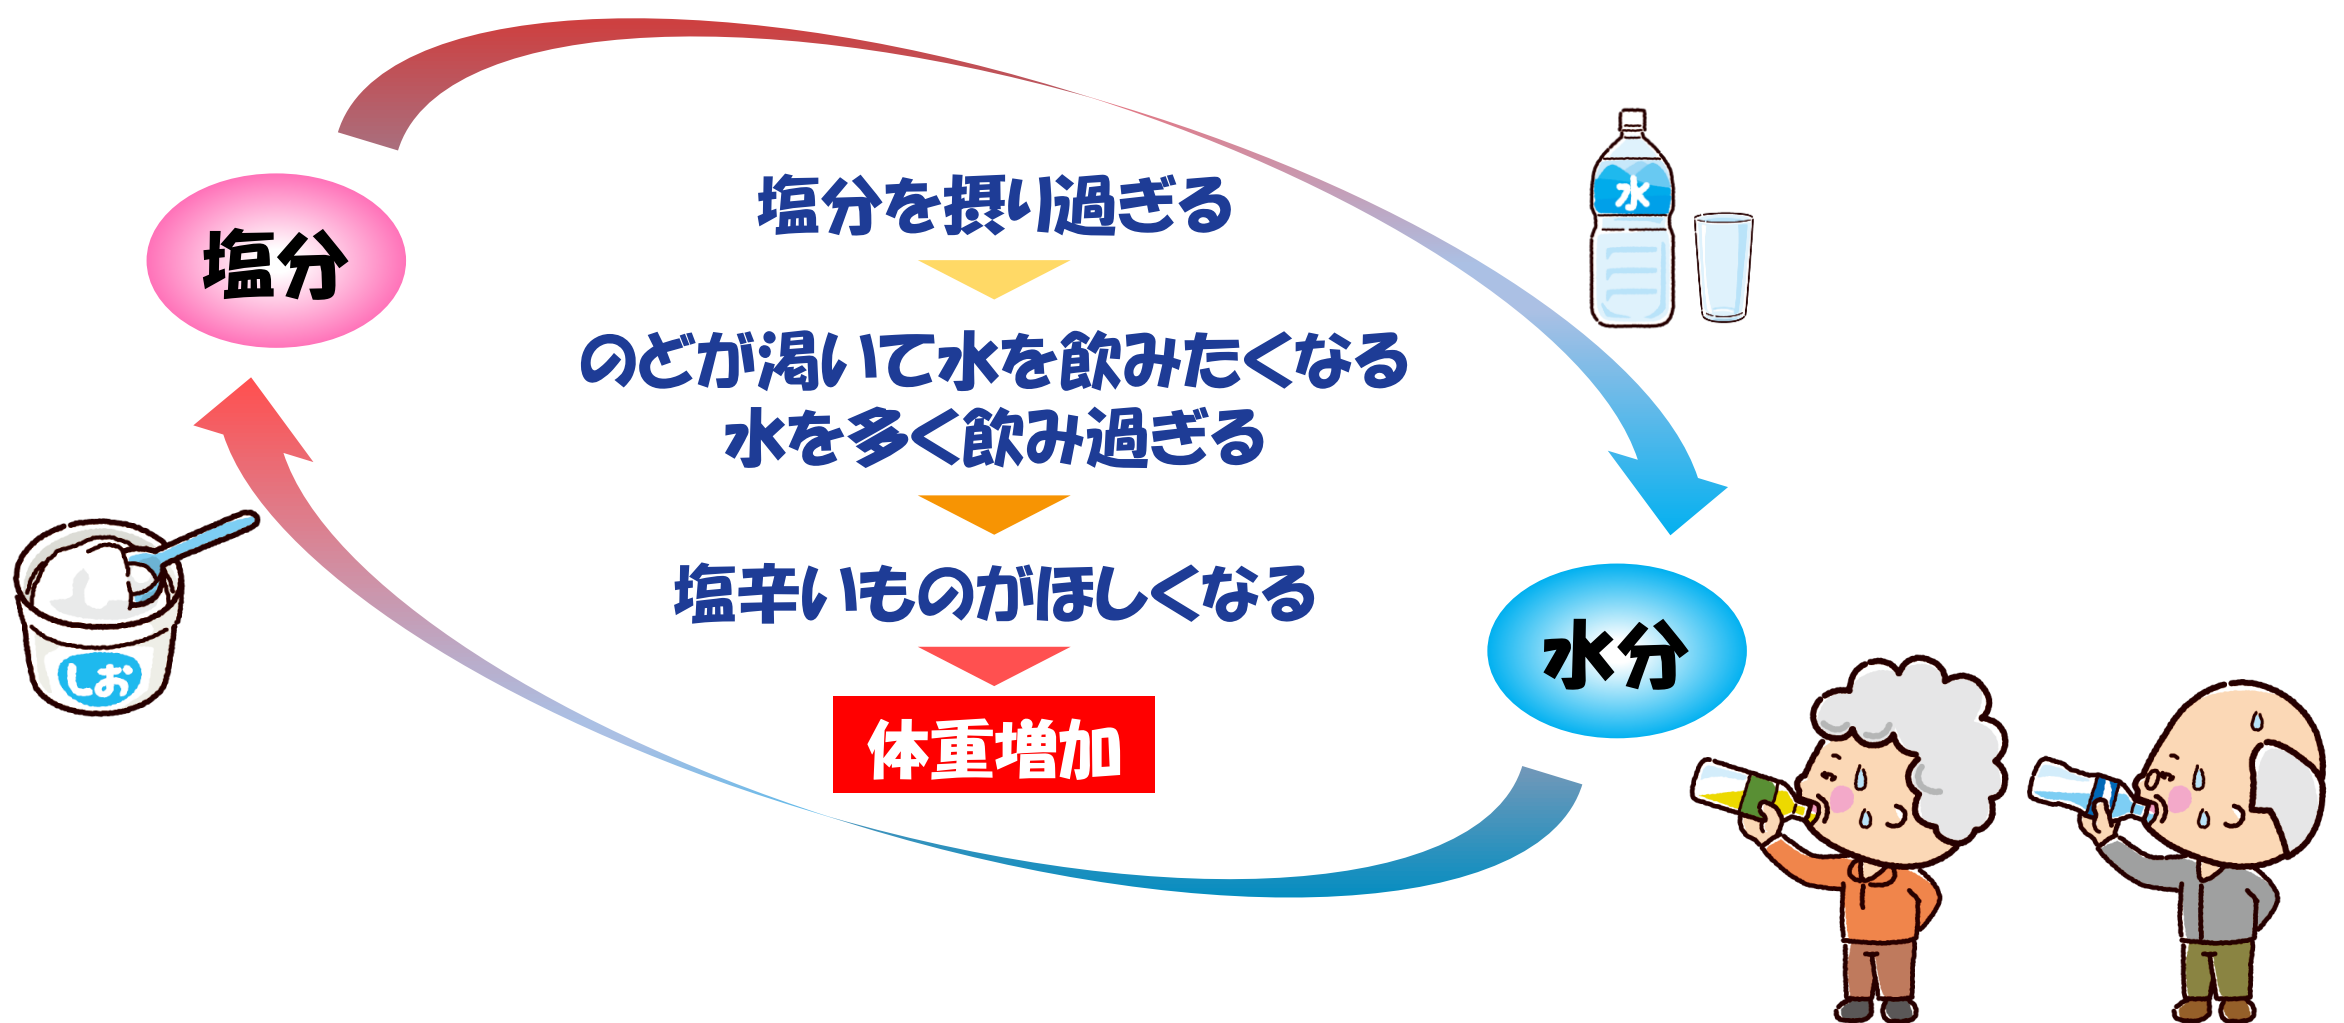 塩分
塩分を摂り過ぎる
のどが渇いて水を飲みたくなる
水を多く飲み過ぎる
塩辛いものがほしくなる
体重増加
水
水分
しお